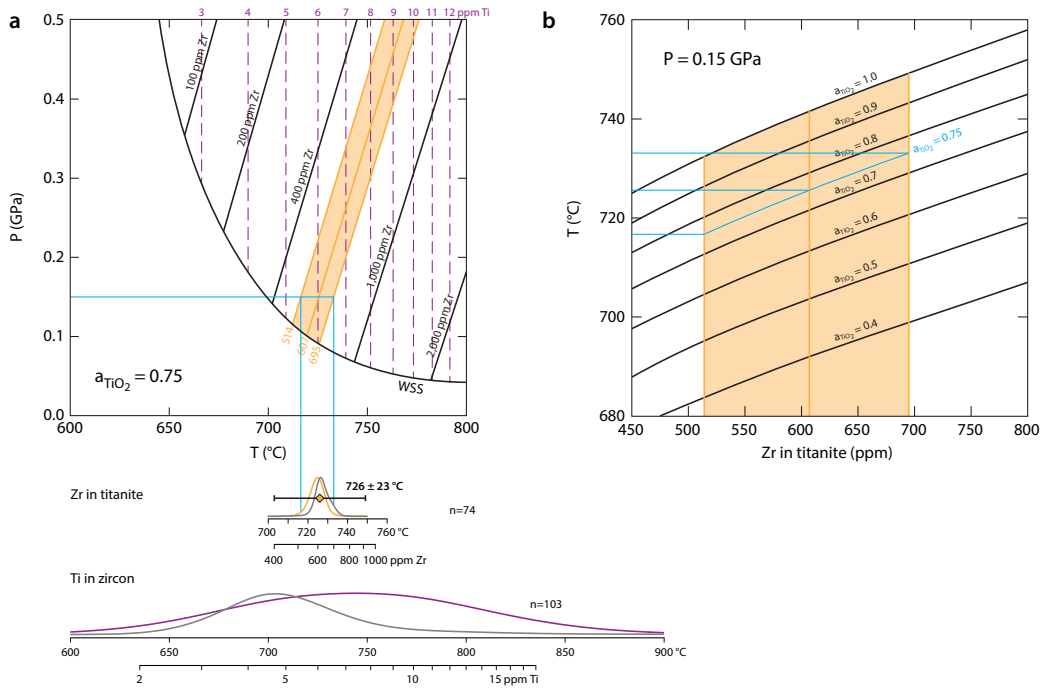 a
3 4 5 6 7 8 9 10 11 12 ppm Ti
0.5
0.4
0.3
0.2
0.1
0.0
P (GPa)
100 ppm Zr
200 ppm Zr
400 ppm Zr
1,000 ppm Zr
2,000 ppm Zr
514
607
695
WSS
aTiO2 = 0.75
600 650 700 750 800
T (°C)
b
760
740
720
700
680
T (°C)
P = 0.15 GPa
aTiO2 = 1.0
aTiO2 = 0.9
aTiO2 = 0.8
aTiO2 = 0.75
aTiO2 = 0.7
aTiO2 = 0.6
aTiO2 = 0.5
aTiO2 = 0.4
450 500 550 600 650 700 750 800
Zr in titanite (ppm)
Zr in titanite
726 ± 23 °C
n=74
700 720 740 760 °C
400 600 800 1000 ppm Zr
Ti in zircon
n=103
600 700 750 800 850 900 °C
2 5 10 15 ppm Ti